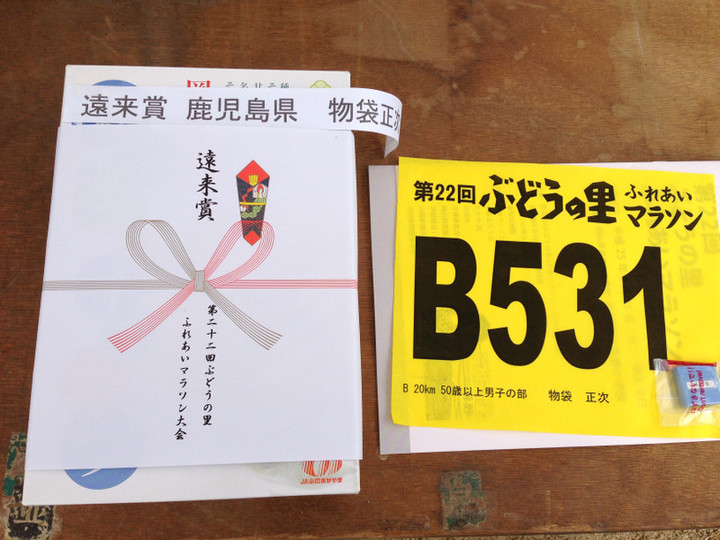 遠来賞 鹿児島県 物袋正次
遠来賞
第二十二回ぶどうの里
ふれあいマラソン大会
第22回 ぶどうの里 ふれあい
マラソン
B531
B 20km 50歳以上男子の部 物袋 正次